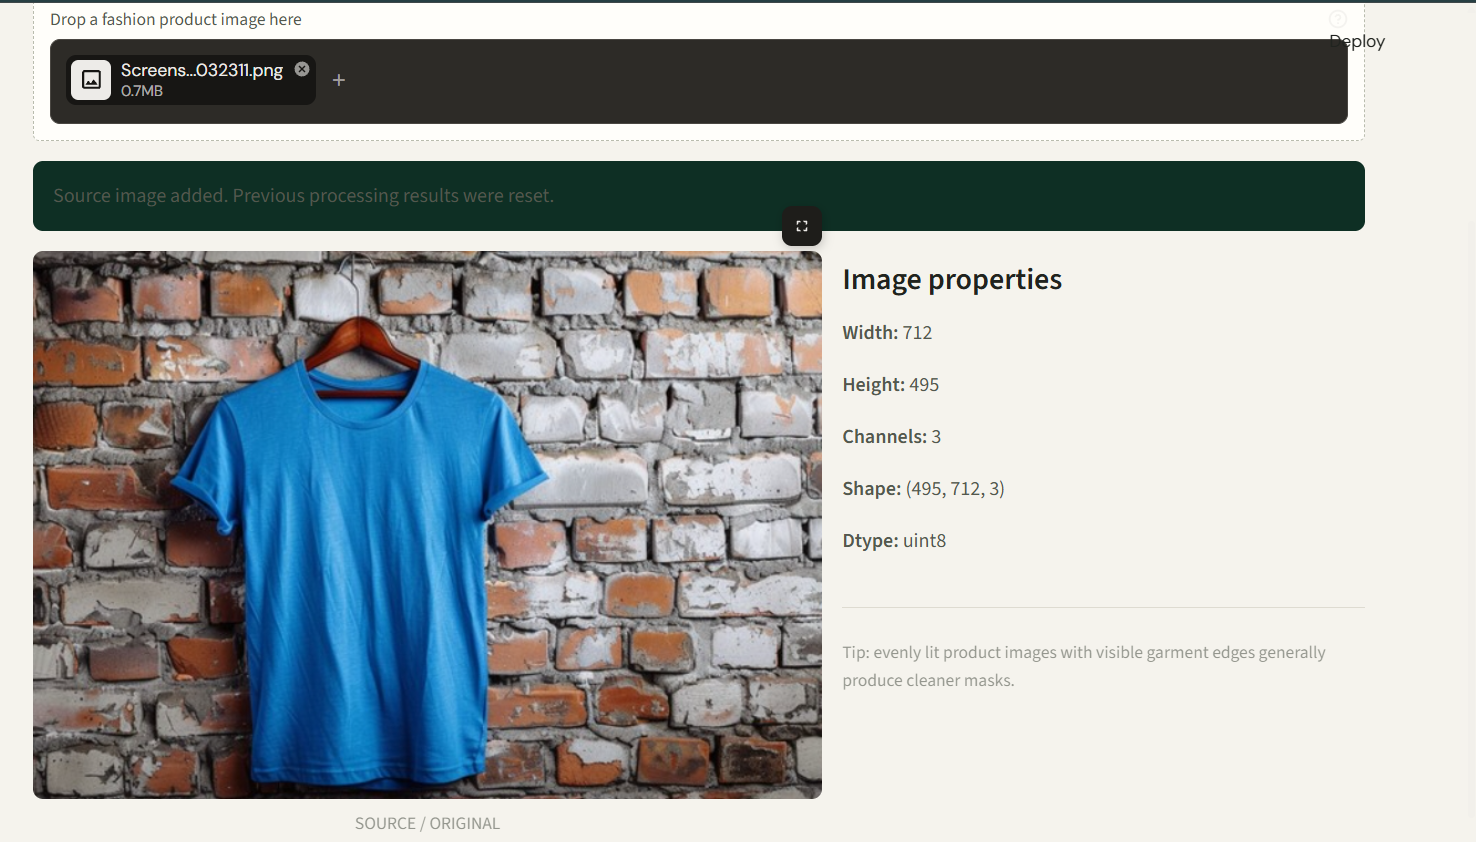 Drop a fashion product image here
Deploy
Screens...032311.png
0.7MB
Source image added. Previous processing results were reset.
Image properties
Width: 712
Height: 495
Channels: 3
Shape: (495, 712, 3)
Dtype: uint8
Tip: evenly lit product images with visible garment edges generally
produce cleaner masks.
SOURCE / ORIGINAL